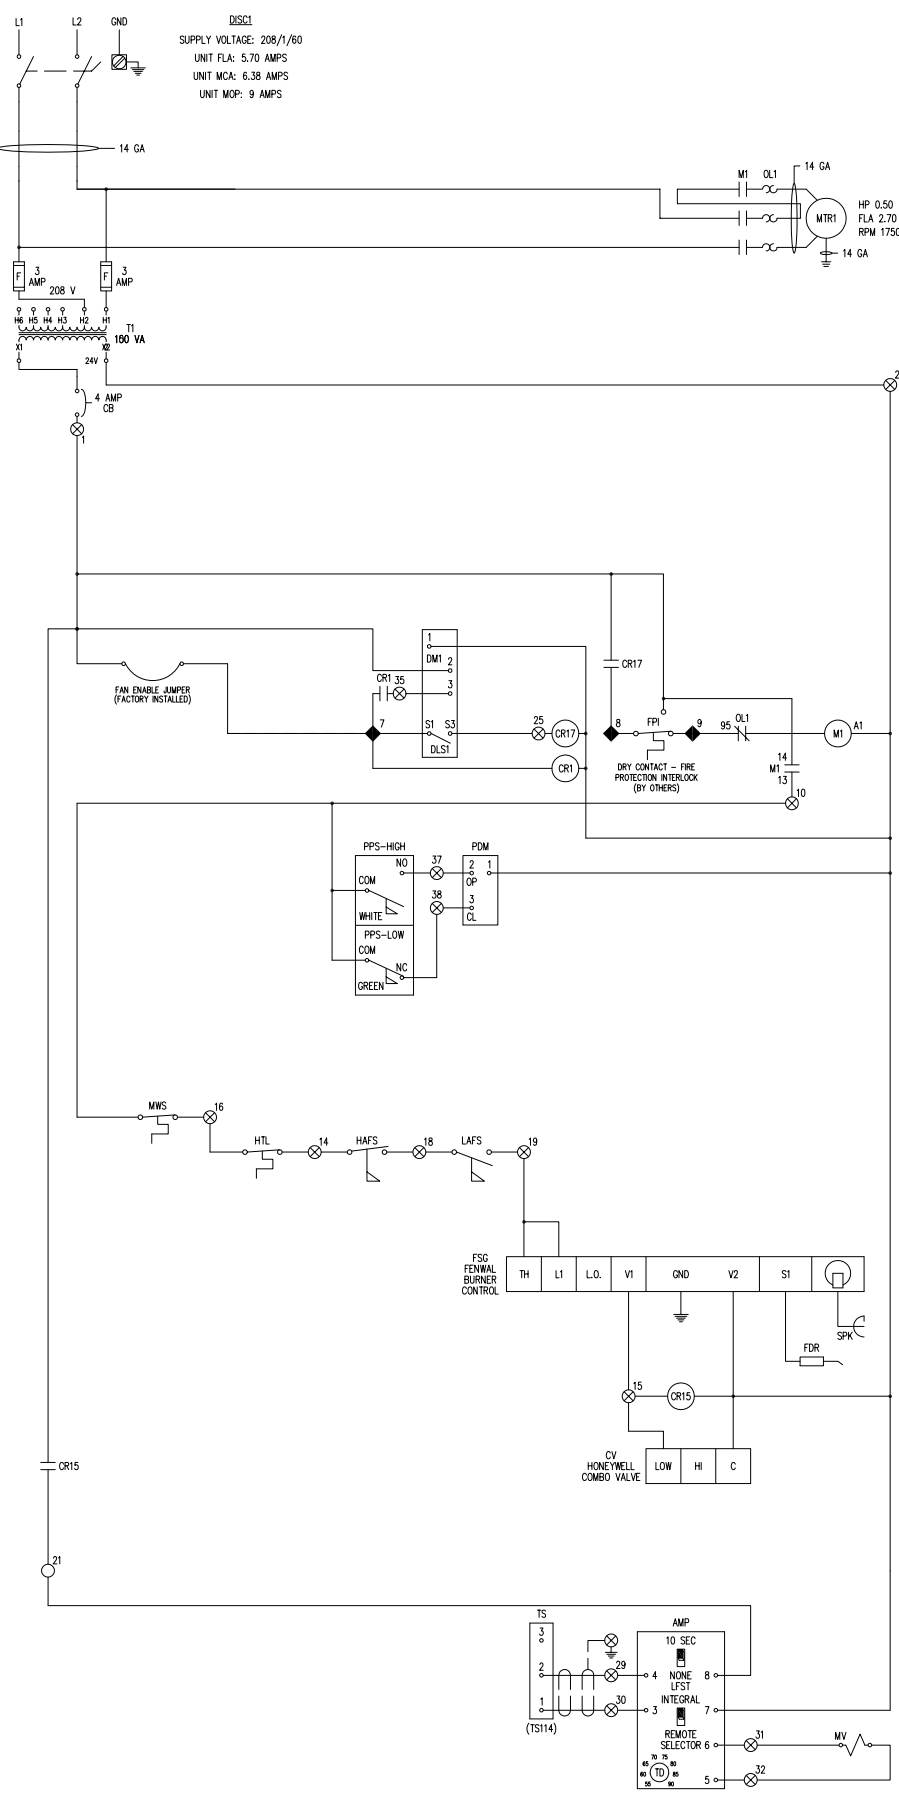 L1 L2 GND
DISC1
SUPPLY VOLTAGE: 208/1/60
UNIT FLA: 5.70 AMPS
UNIT MCA: 6.38 AMPS
UNIT MOP: 9 AMPS
14 GA
14 GA
M1 OL1
MTR1
HP 0.50
FLA 2.70
RPM 1750
14 GA
F
3
AMP
F
3
AMP
208 V
H6 H5 H4 H3 H2 H1
T1
X1 X2
24V
2
4 AMP
CB
1
1
DM1
2
3
CR1 35
CR17
FAN ENABLE JUMPER
(FACTORY INSTALLED)
7
S1 S3
DLS1
25
CR17
CR1
8
FPI
9
95
OL1
M1
A1
DRY CONTACT - FIRE
PROTECTION INTERLOCK
(BY OTHERS)
14
M1
13
10
PPS-HIGH
NO
COM
WHITE
37
PDM
2 1
OP
38
3
CL
PPS-LOW
COM
NC
GREEN
MWS
16
HTL
14
HAFS
18
LAFS
19
FSG
FENWAL
BURNER
CONTROL
TH L1 L.O. V1 GND V2 S1
SPK
FDR
15
CR15
CV
HONEYWELL
COMBO VALVE
LOW HI C
CR15
21
TS
3
2
1
(TS114)
29
30
AMP
10 SEC
4 NONE 8
LFST
INTEGRAL
3 7
REMOTE
SELECTOR 6
5
31
MV
32
TD
55 60 65 70 75 80 85 90